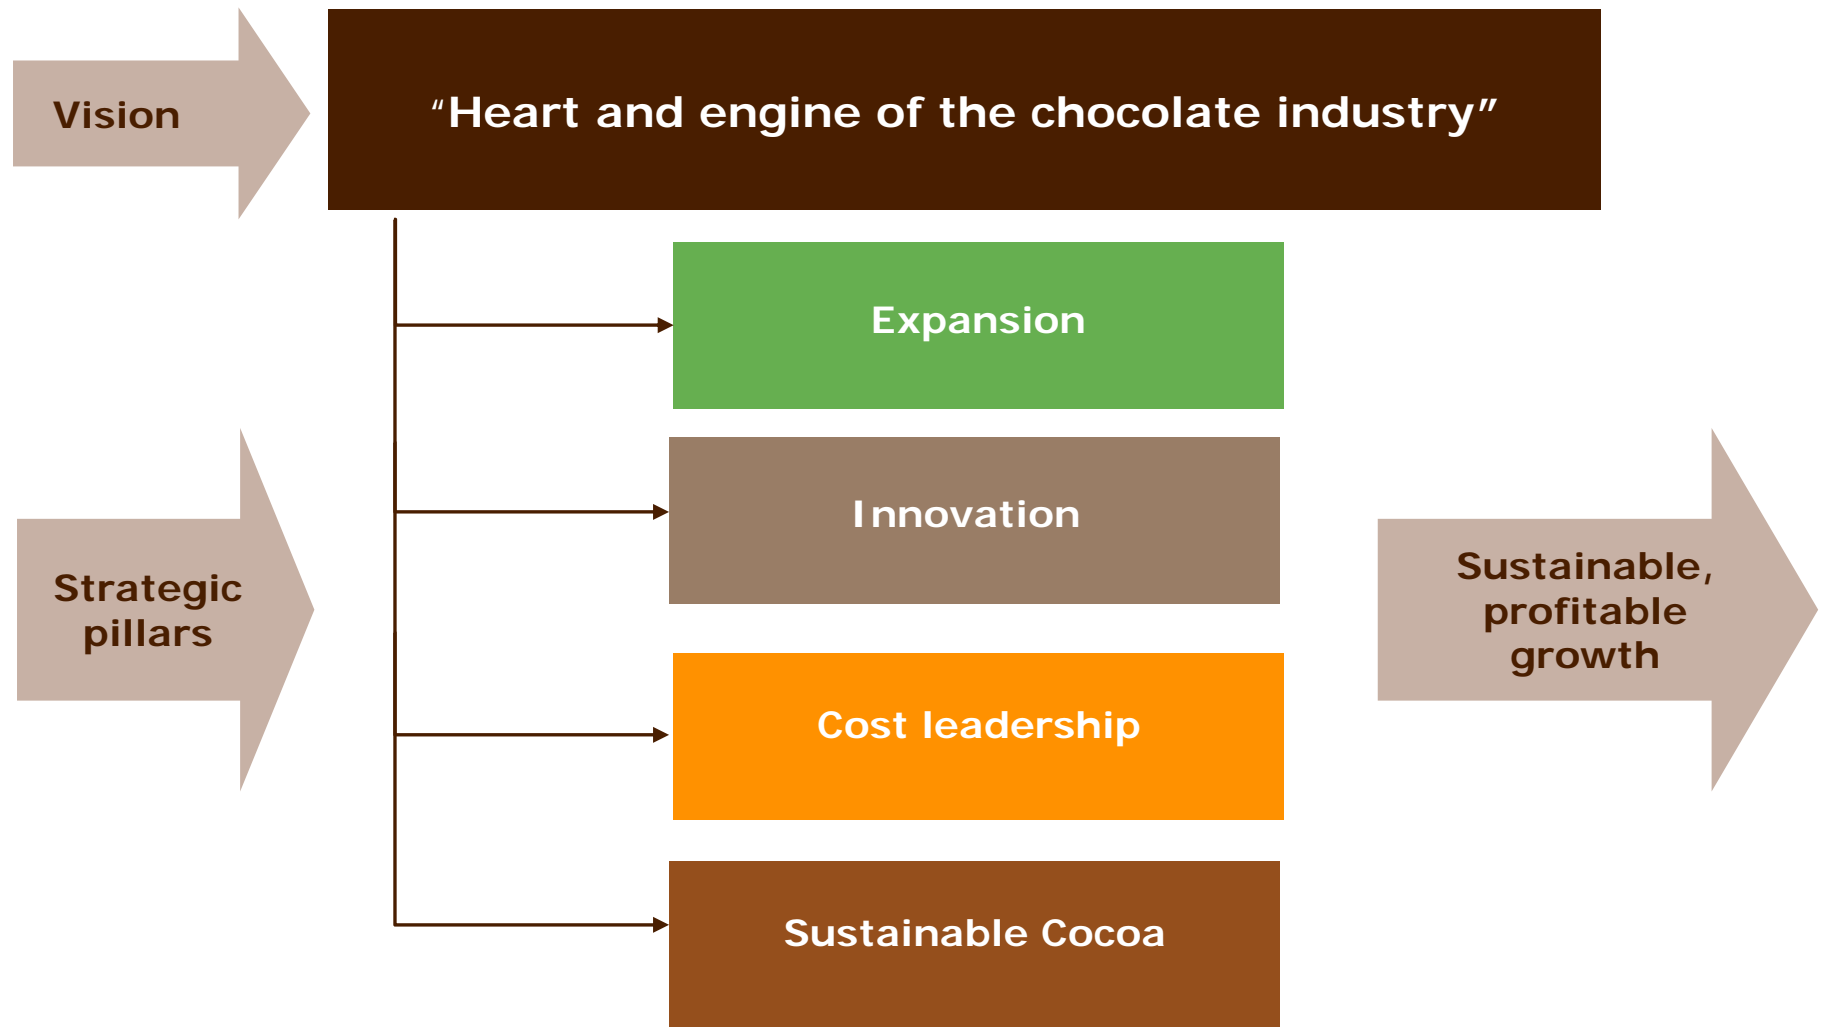 Vision
“Heart and engine of the chocolate industry”
Expansion
Innovation
Strategic
pillars
Sustainable,
profitable
growth
Cost leadership
Sustainable Cocoa